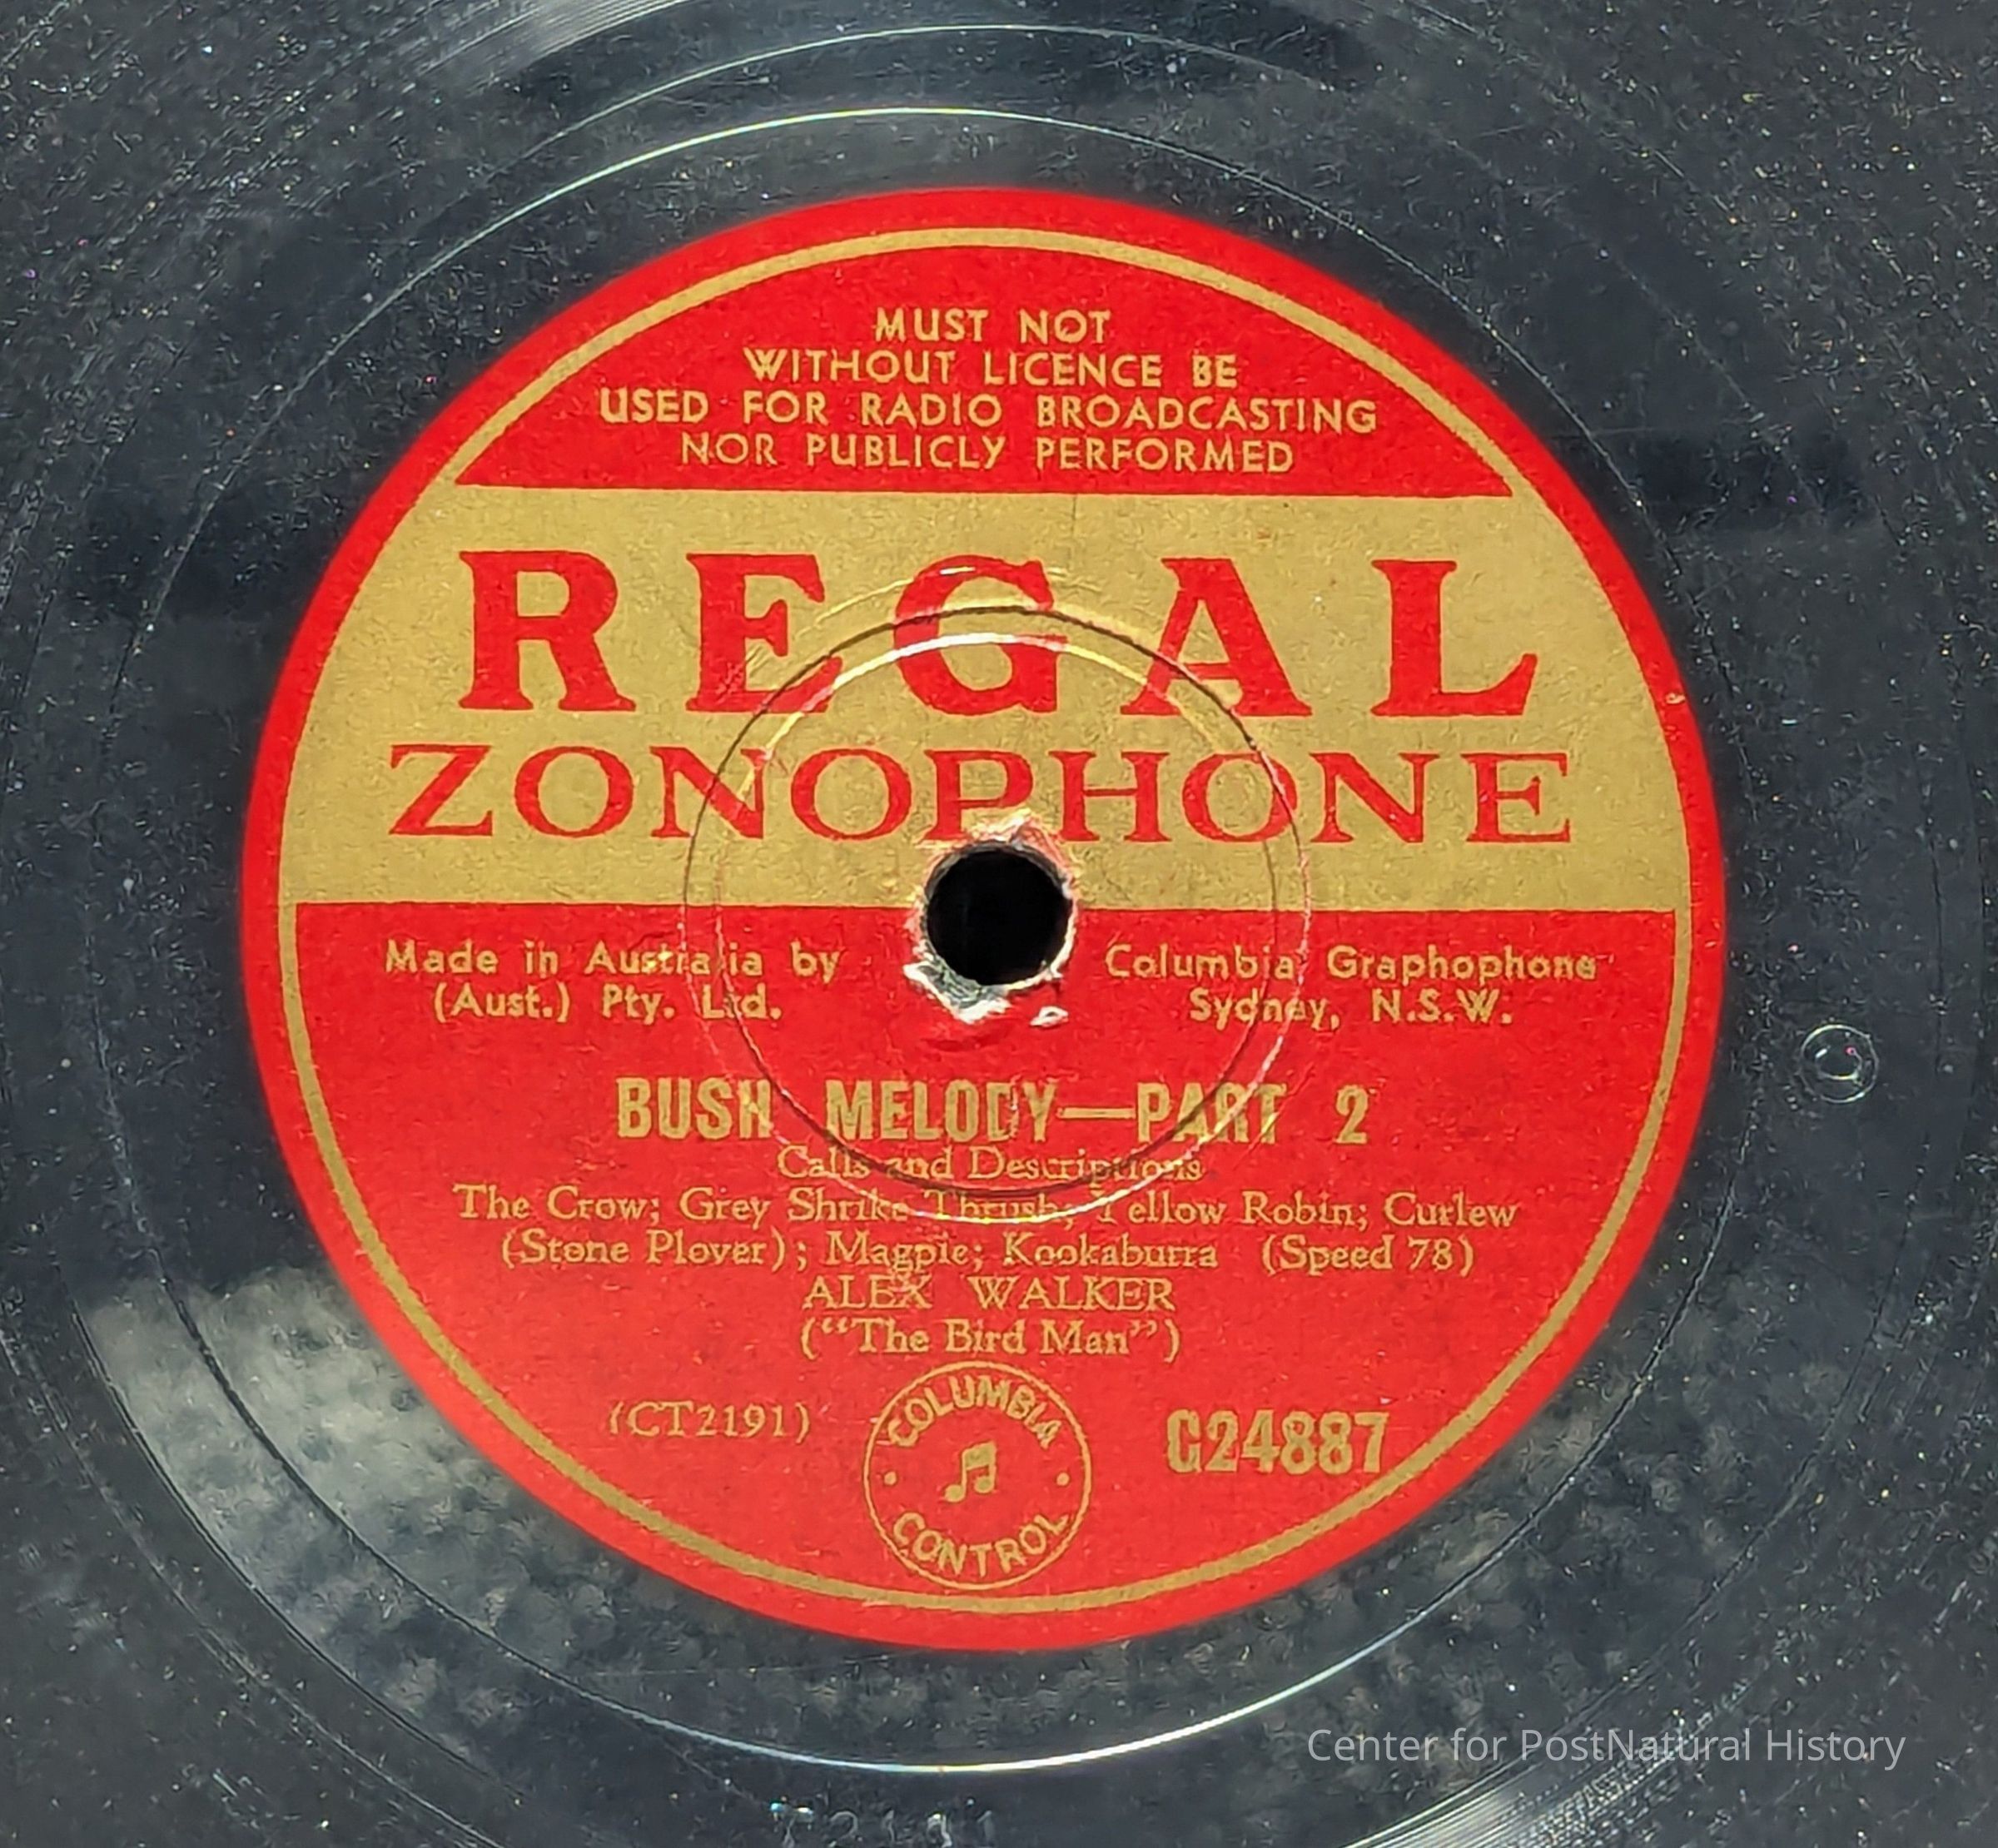 MUST NOT
WITHOUT LICENCE BE
USED FOR RADIO BROADCASTING
NOR PUBLICLY PERFORMED
REGAL
ZONOPHONE
Made in Australia by Columbia Graphophone
(Aust.) Pty. Ltd. Sydney, N.S.W.
BUSH MELODY—PART 2
Calls and Descriptions
The Crow; Grey Shrike Thrush; Yellow Robin; Curlew
(Stone Plover); Magpie; Kookaburra (Speed 78)
ALEX WALKER
("The Bird Man")
(CT2191)
COLUMBIA
CONTROL
G24887
Center for PostNatural History